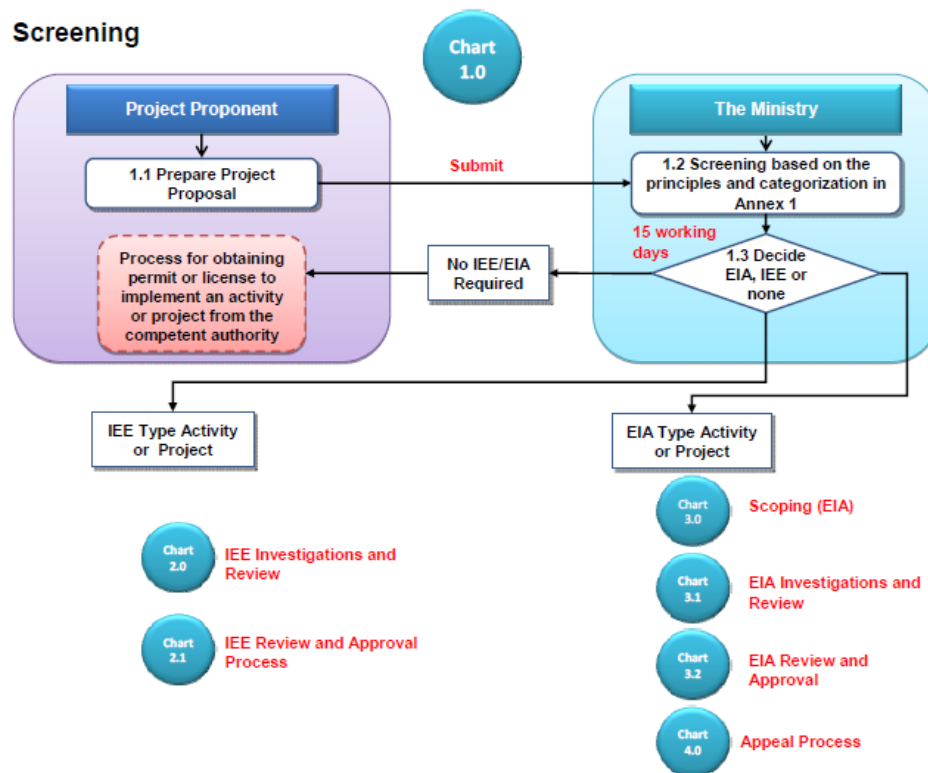 Screening
Chart
1.0
Project Proponent
The Ministry
1.1 Prepare Project
Proposal
Submit
1.2 Screening based on the
principles and categorization in
Annex 1
15 working
days
1.3 Decide
EIA, IEE or
none
No IEE/EIA
Required
Process for obtaining
permit or license to
implement an activity
or project from the
competent authority
IEE Type Activity
or Project
EIA Type Activity
or Project
Chart
2.0
IEE Investigations and
Review
Chart
2.1
IEE Review and Approval
Process
Chart
3.0
Scoping (EIA)
Chart
3.1
EIA Investigations and
Review
Chart
3.2
EIA Review and
Approval
Chart
4.0
Appeal Process